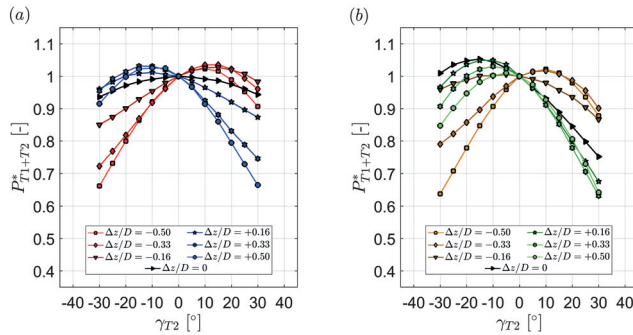 (a)
1.1
1
0.9
0.8
0.7
0.6
0.5
0.4
P*T1+T2 [-]
Δz/D = −0.50
Δz/D = −0.33
Δz/D = −0.16
Δz/D = +0.16
Δz/D = +0.33
Δz/D = +0.50
Δz/D = 0
-40 -30 -20 -10 0 10 20 30 40
γT2 [°]
(b)
1.1
1
0.9
0.8
0.7
0.6
0.5
0.4
P*T1+T2 [-]
Δz/D = −0.50
Δz/D = −0.33
Δz/D = −0.16
Δz/D = +0.16
Δz/D = +0.33
Δz/D = +0.50
Δz/D = 0
-40 -30 -20 -10 0 10 20 30 40
γT2 [°]